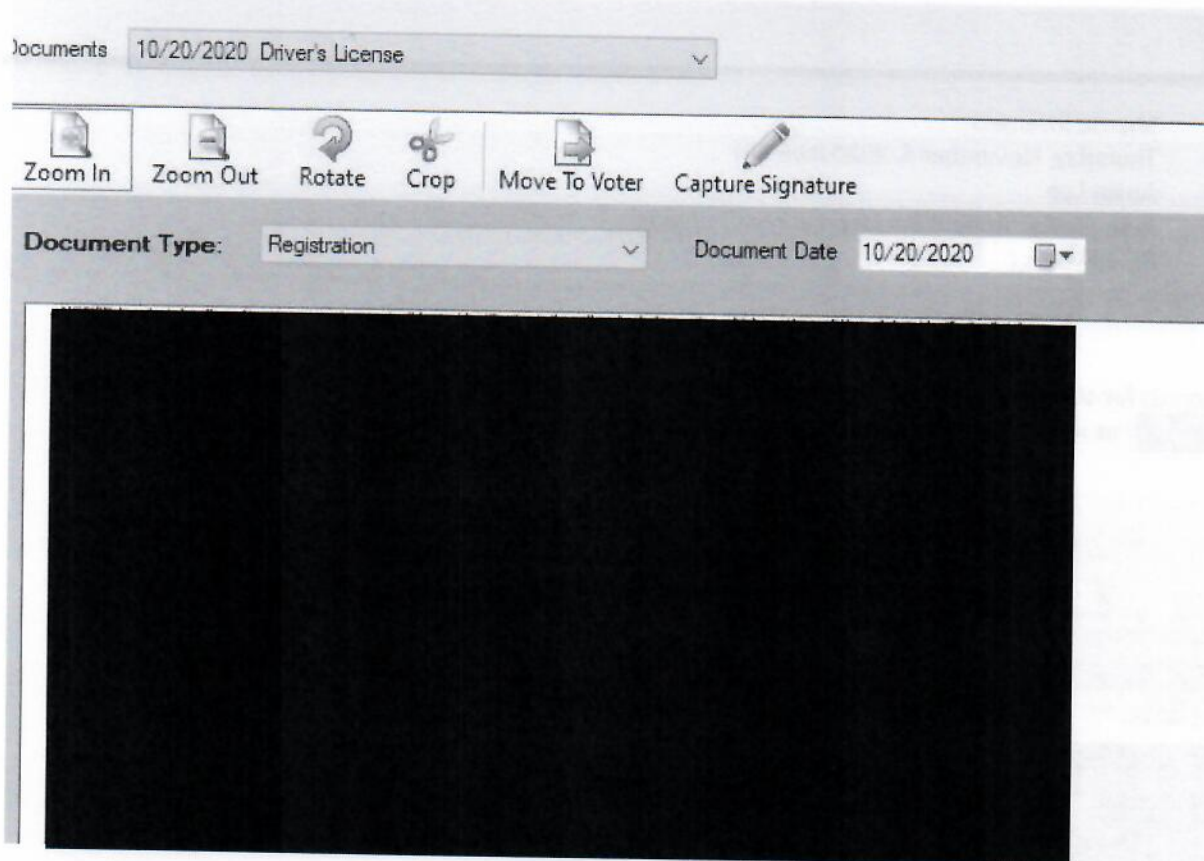 Documents 10/20/2020 Driver's License
Zoom In Zoom Out Rotate Crop Move To Voter Capture Signature
Document Type: Registration Document Date 10/20/2020